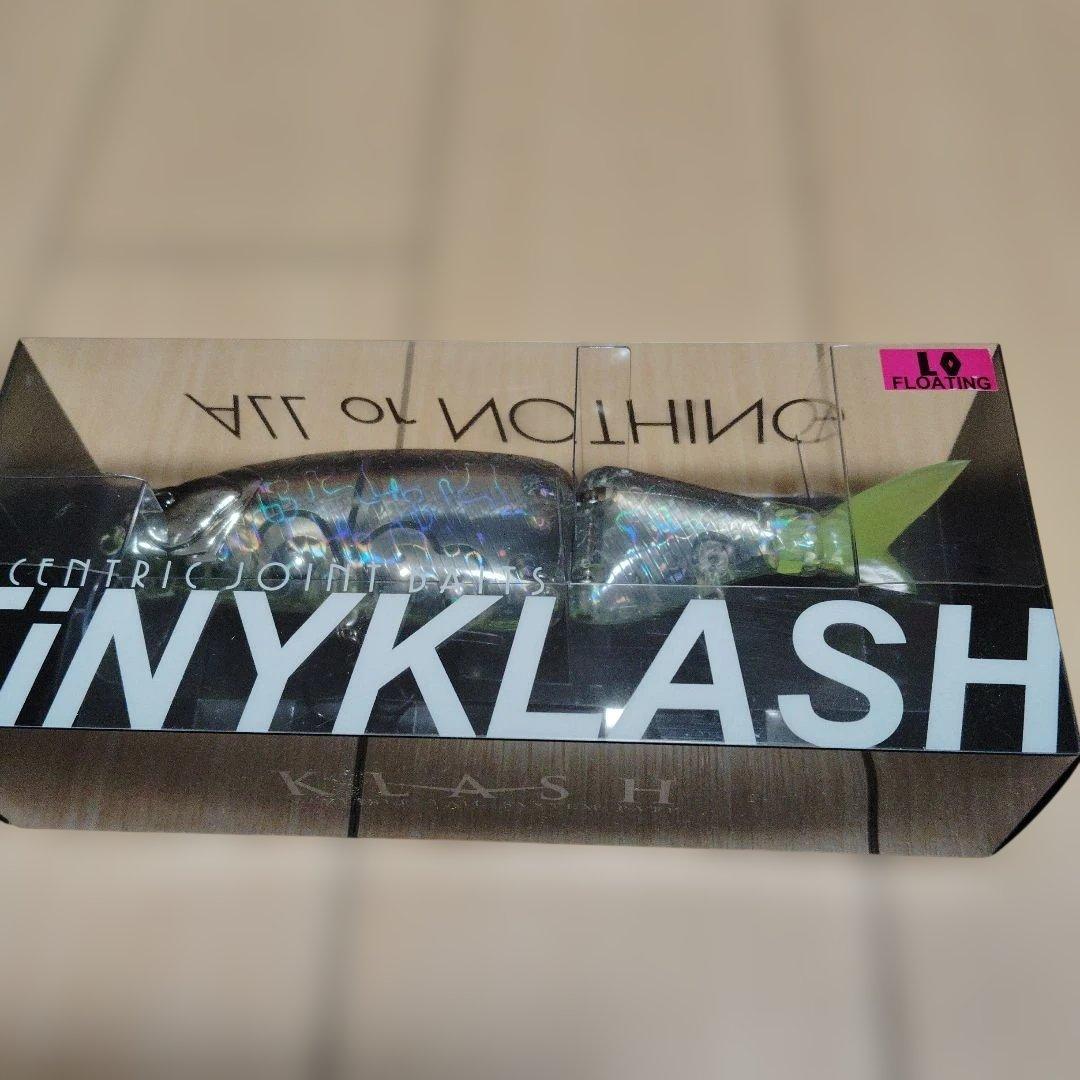 LO
FLOATING
ALL or NOTHING
CENTRIC JOINT BAITS
TiNYKLASH
KLASH